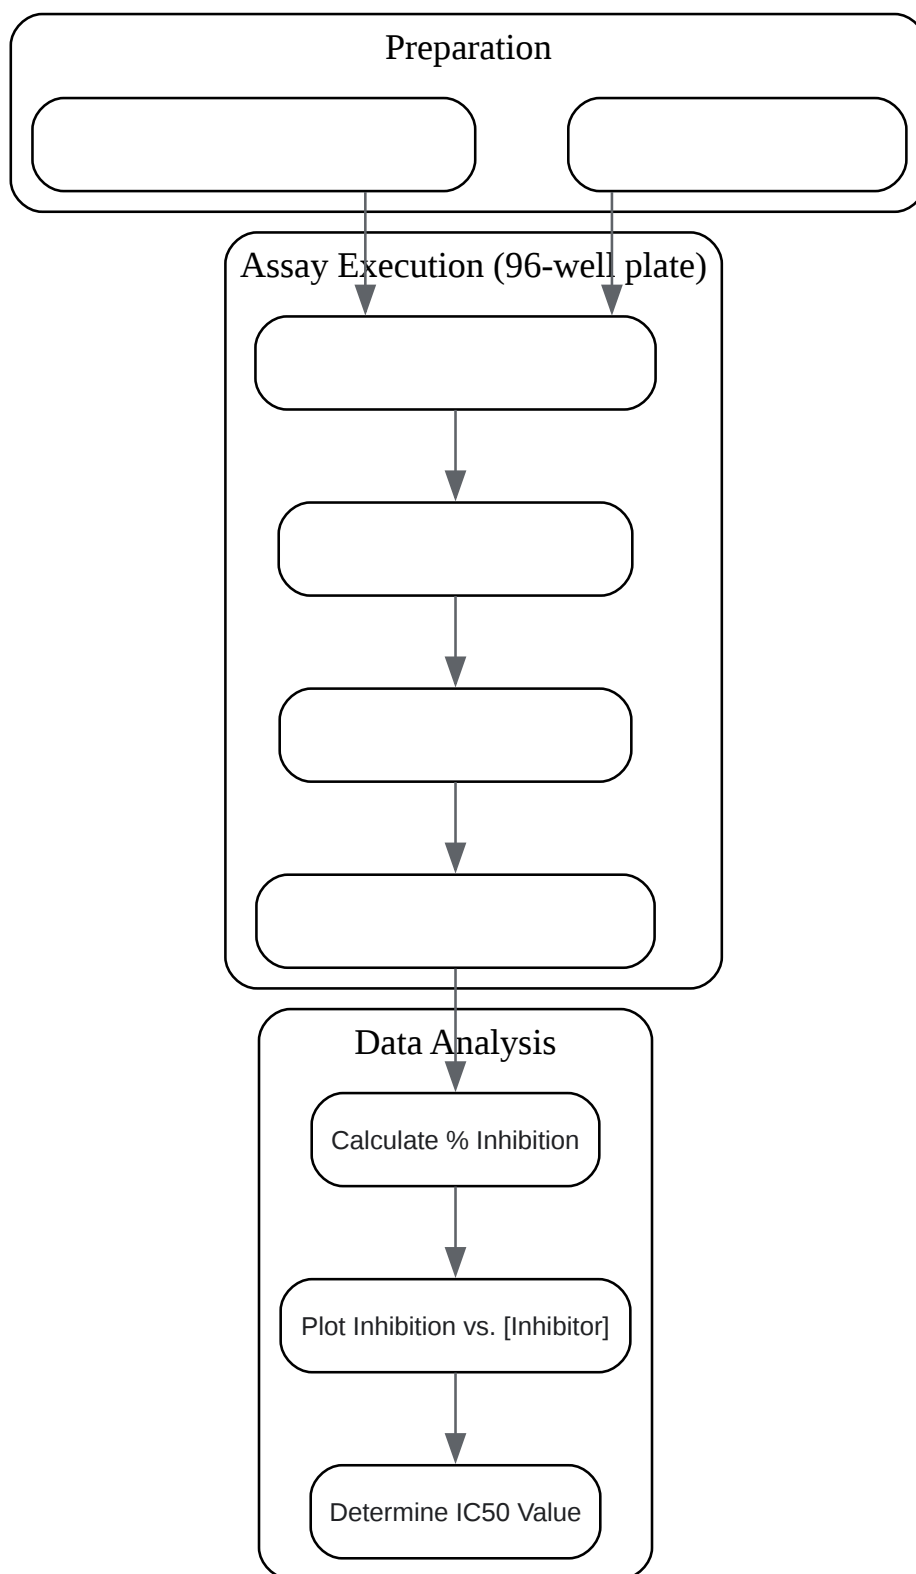 Preparation
Assay Execution (96-well plate)
Data Analysis
Calculate % Inhibition
Plot Inhibition vs. [Inhibitor]
Determine IC50 Value